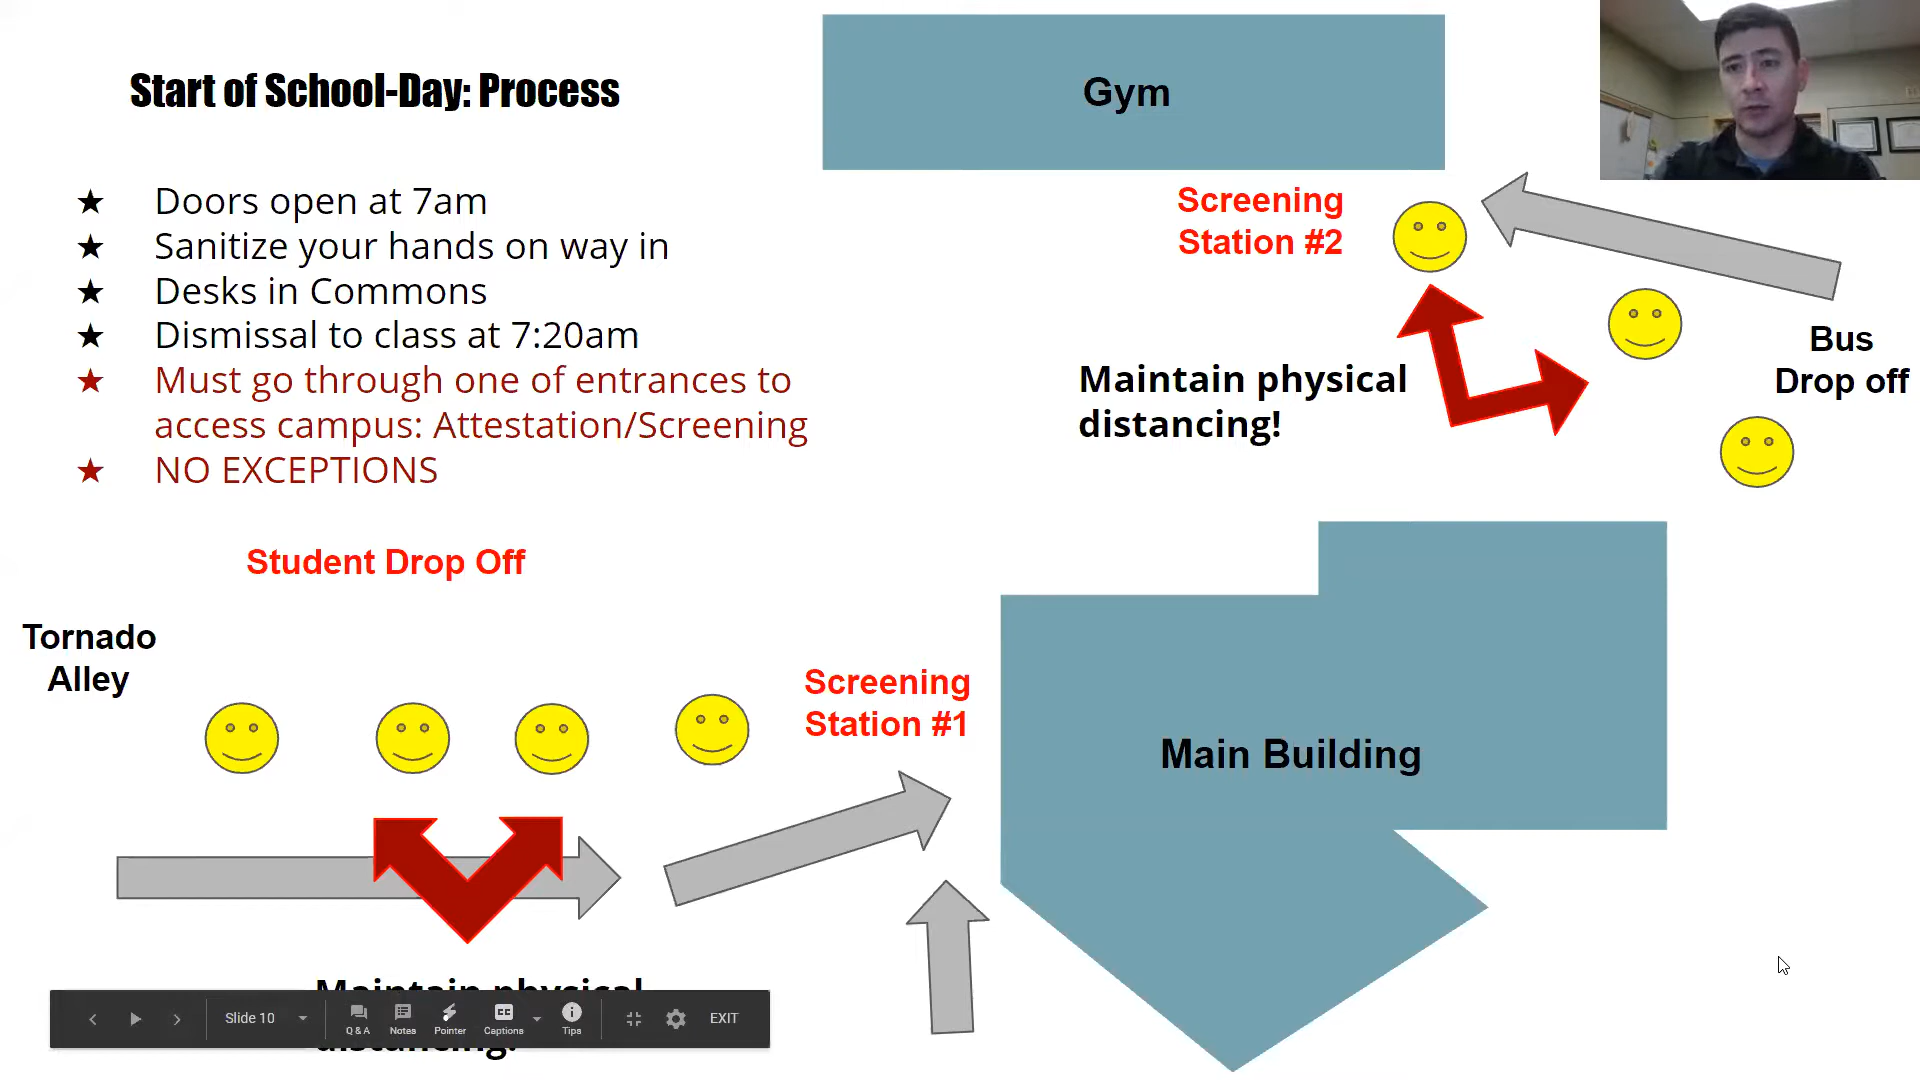 Start of School-Day: Process
★ Doors open at 7am
★ Sanitize your hands on way in
★ Desks in Commons
★ Dismissal to class at 7:20am
★ Must go through one of entrances to
access campus: Attestation/Screening
★ NO EXCEPTIONS
Gym
Screening
Station #2
Maintain physical
distancing!
Bus
Drop off
Student Drop Off
Tornado
Alley
Screening
Station #1
Main Building
Maintain physical
distancing!
Slide 10
Q & A
Notes
Pointer
Captions
Tips
EXIT